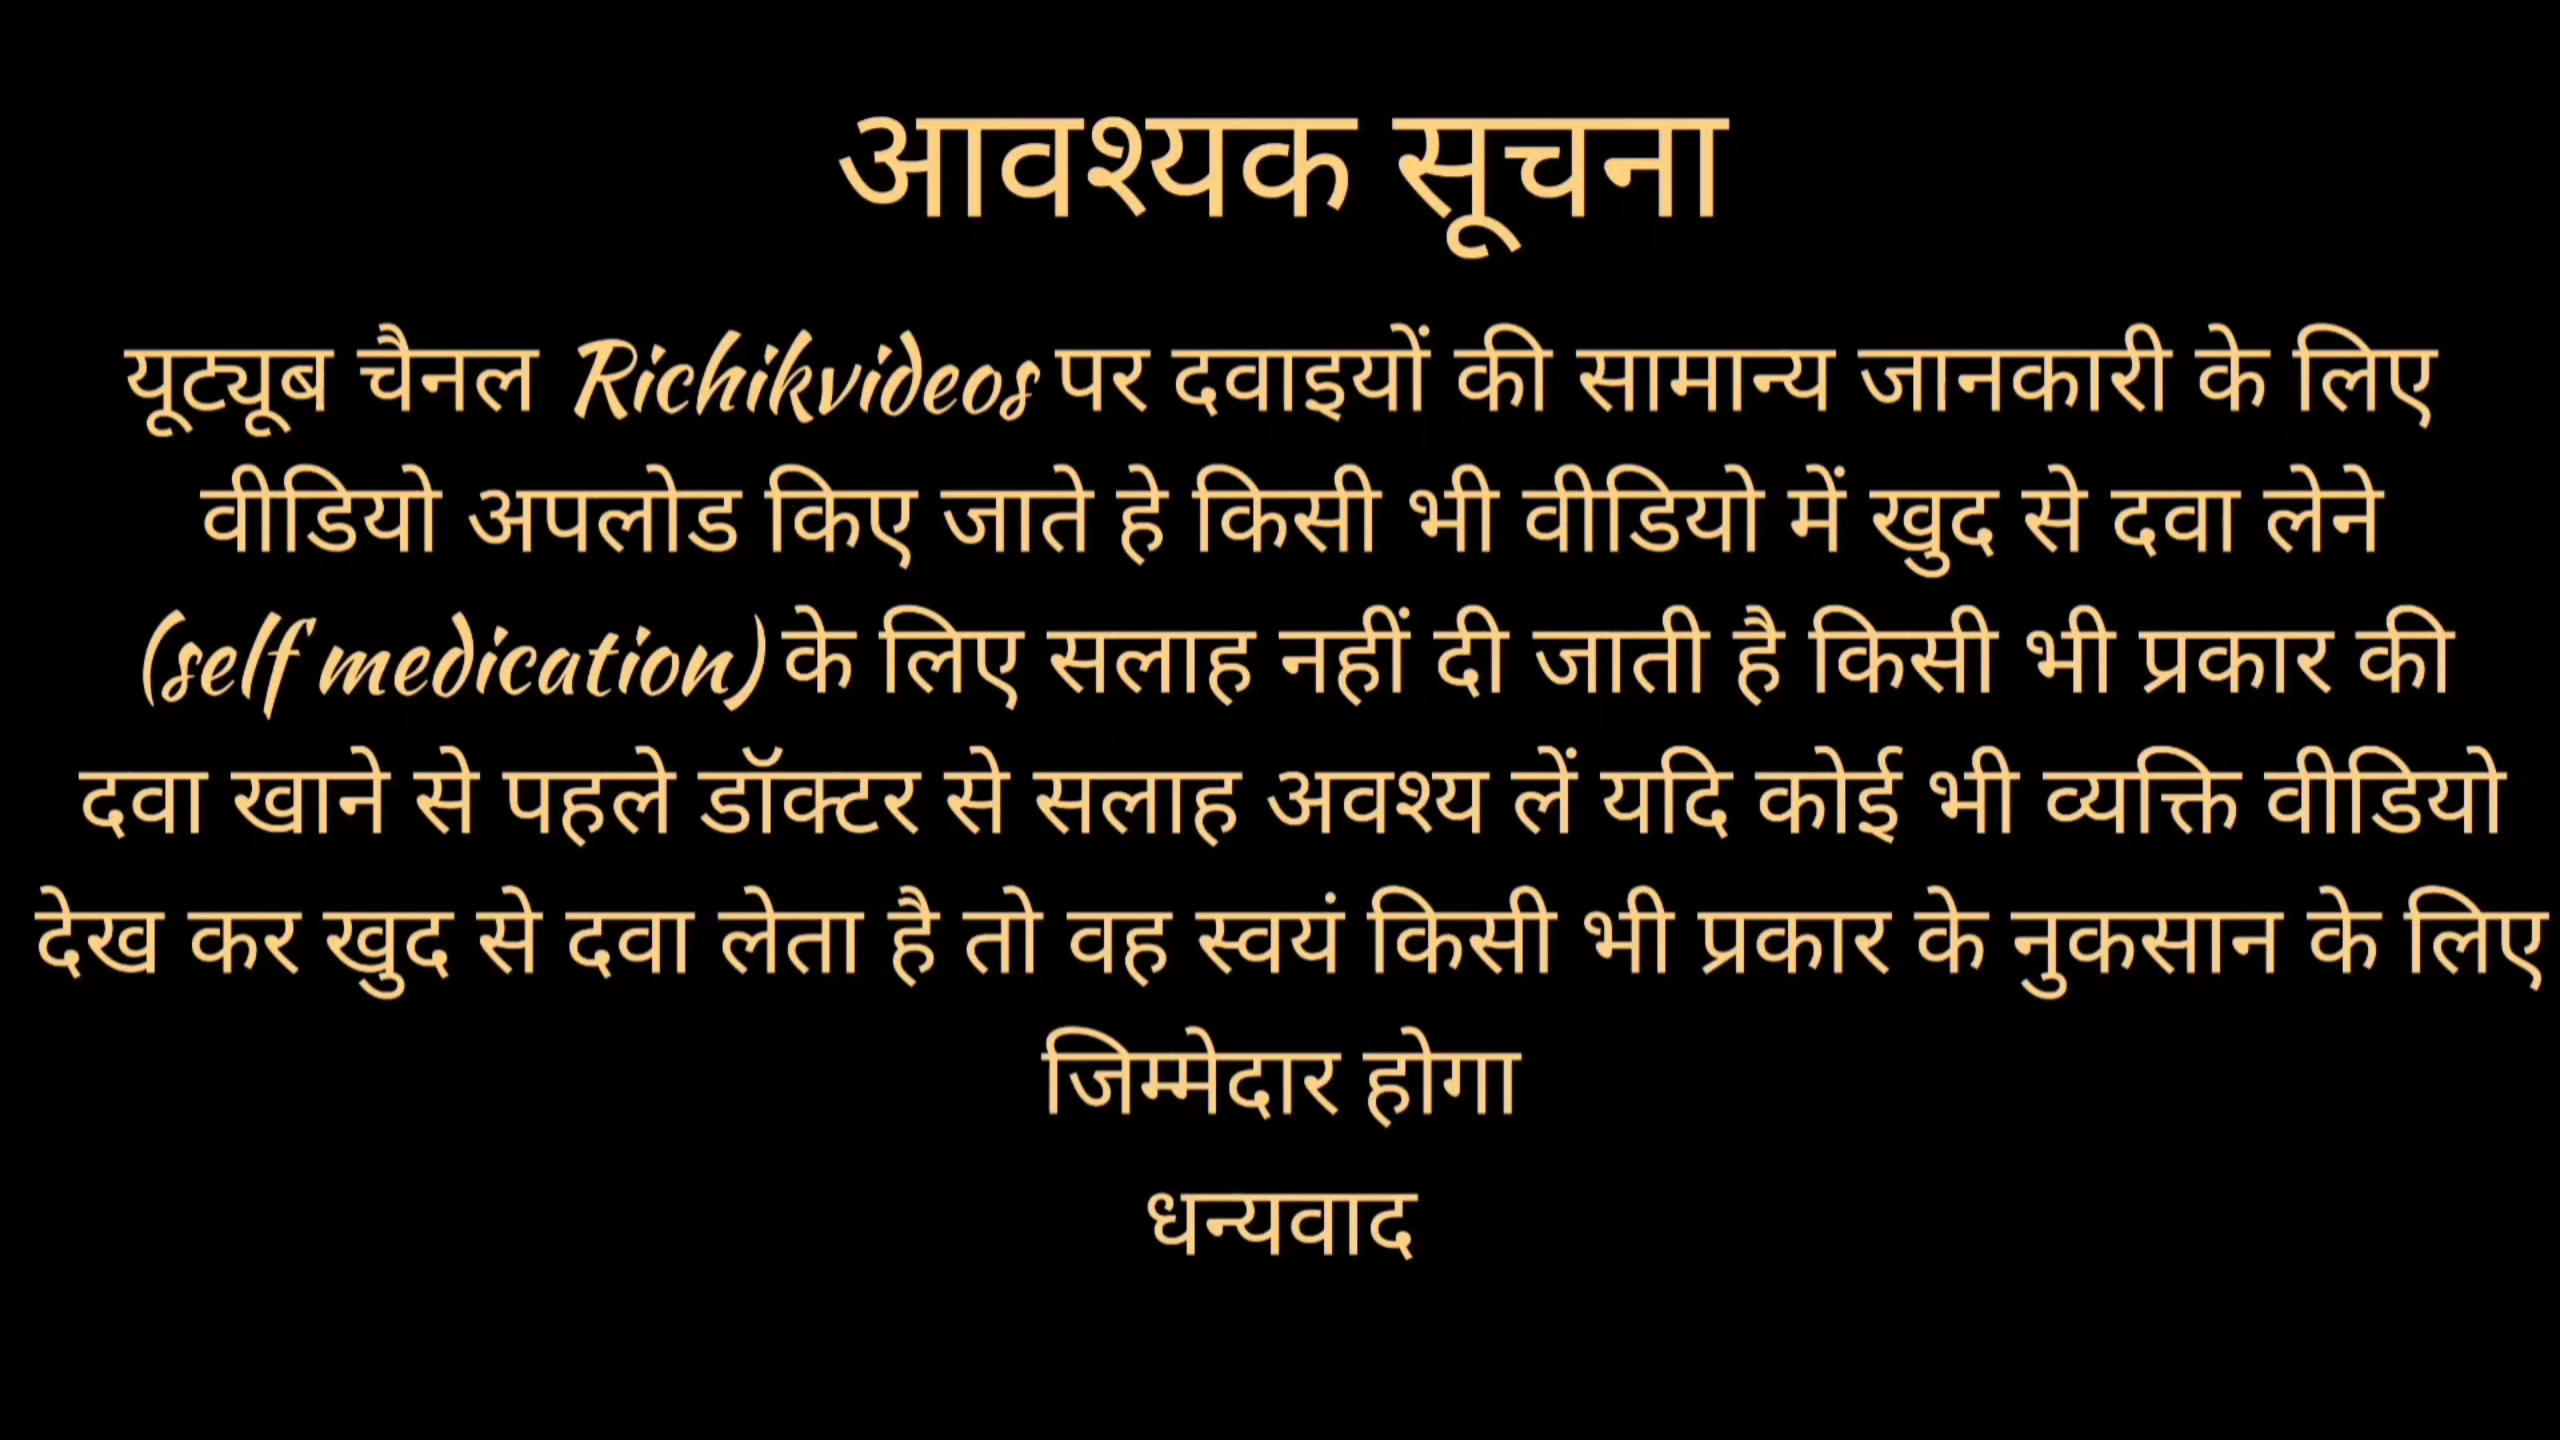 आवश्यक सूचना
यूट्यूब चैनल Richikvideos पर दवाइयों की सामान्य जानकारी के लिए
वीडियो अपलोड किए जाते हे किसी भी वीडियो में खुद से दवा लेने
(self medication) के लिए सलाह नहीं दी जाती है किसी भी प्रकार की
दवा खाने से पहले डॉक्टर से सलाह अवश्य लें यदि कोई भी व्यक्ति वीडियो
देख कर खुद से दवा लेता है तो वह स्वयं किसी भी प्रकार के नुकसान के लिए
जिम्मेदार होगा
धन्यवाद